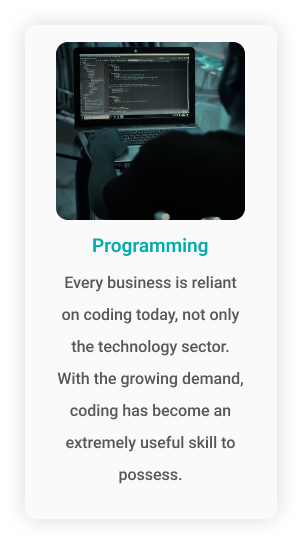 Programming
Every business is reliant
on coding today, not only
the technology sector.
With the growing demand,
coding has become an
extremely useful skill to
possess.